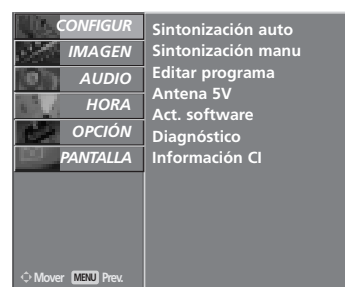 CONFIGUR
IMAGEN
AUDIO
HORA
OPCIÓN
PANTALLA
Sintonización auto
Sintonización manu
Editar programa
Antena 5V
Act. software
Diagnóstico
Información CI
Mover MENU Prev.